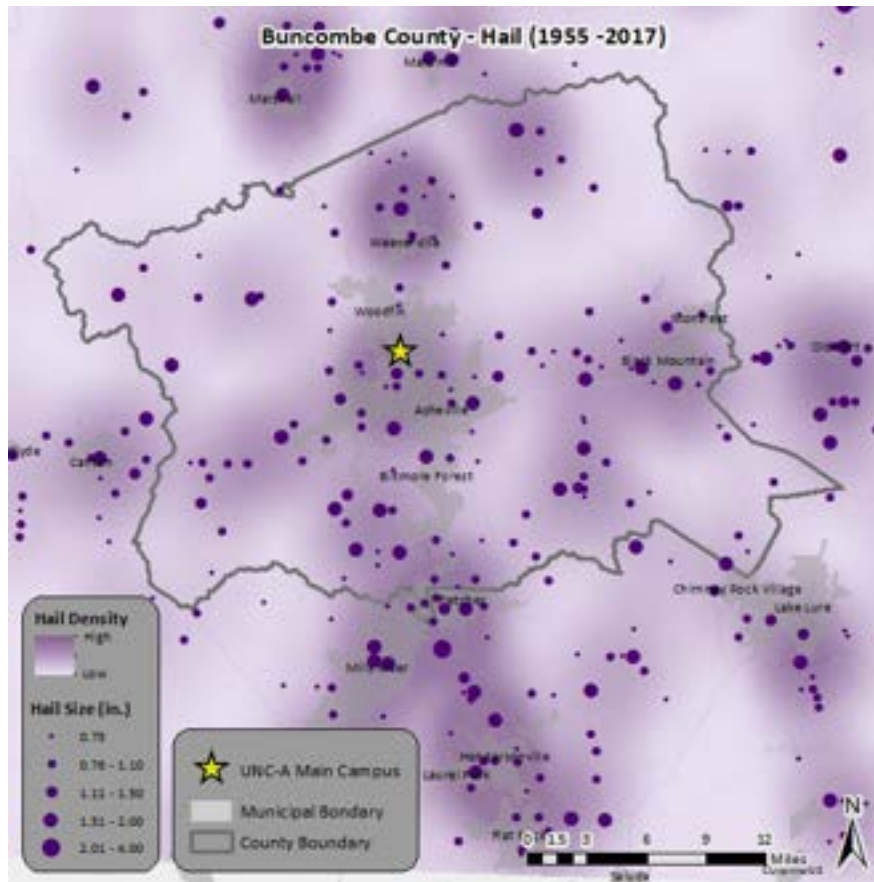 Buncombe County - Hail (1955 -2017)
Marshall
Weaverville
Woodfin
Montreat
Black Mountain
Asheville
Canton
Biltmore Forest
Chimney Rock Village
Lake Lure
Fletcher
Mills River
Hendersonville
Laurel Park
Hail Density
High
Low
Hail Size (in.)
0.75
0.76 - 1.10
1.11 - 1.50
1.51 - 2.00
2.01 - 4.00
UNC-A Main Campus
Municipal Bondary
County Boundary
N
0 1.5 3 6 9 12
Miles
Saluda